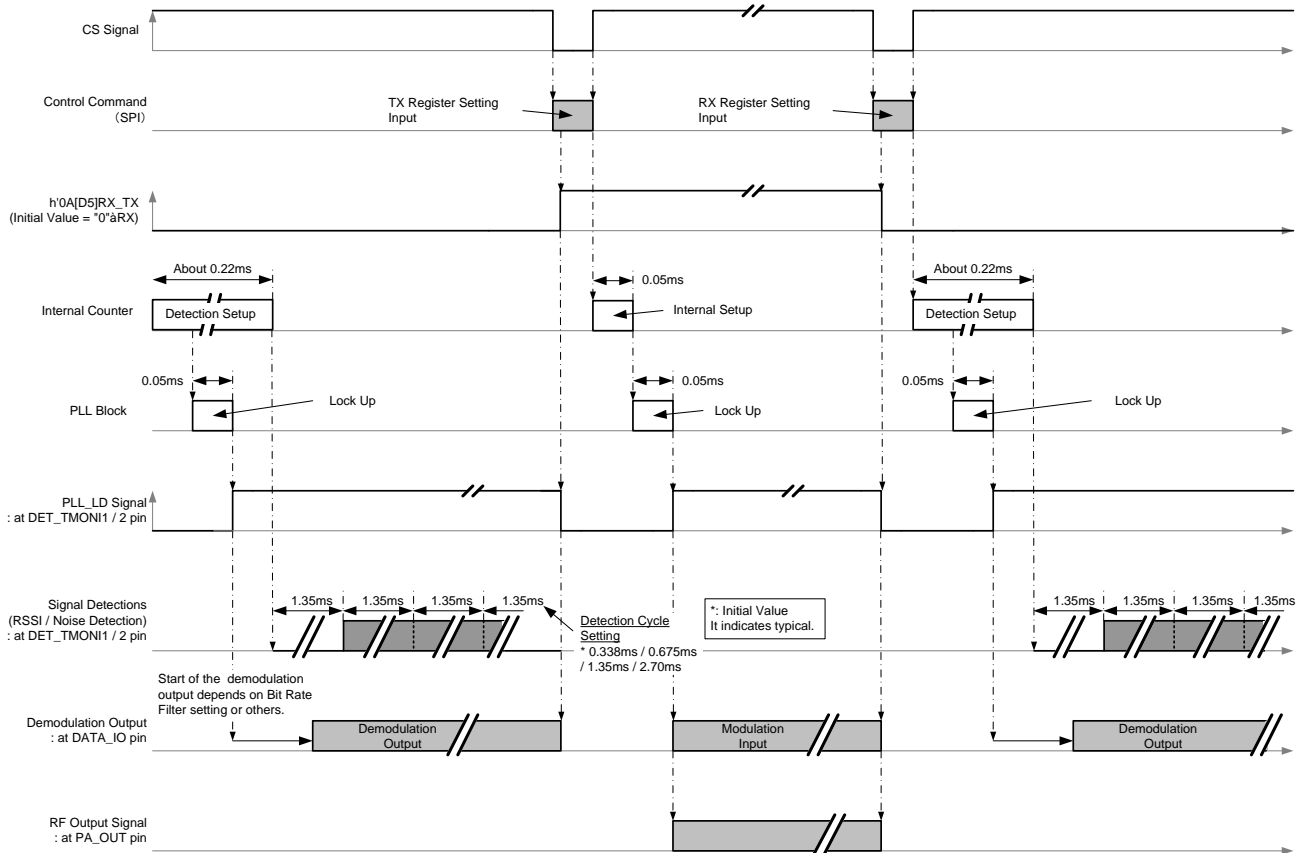 CS Signal
Control Command
（SPI）
TX Register Setting
Input
RX Register Setting
Input
h'0A[D5]RX_TX
(Initial Value = "0"àRX)
About 0.22ms
0.05ms
About 0.22ms
Internal Counter
Detection Setup
Internal Setup
Detection Setup
0.05ms
0.05ms
0.05ms
PLL Block
Lock Up
Lock Up
Lock Up
PLL_LD Signal
: at DET_TMONI1 / 2 pin
Signal Detections
(RSSI / Noise Detection)
: at DET_TMONI1 / 2 pin
1.35ms
1.35ms
1.35ms
1.35ms
Detection Cycle
Setting
* 0.338ms / 0.675ms
/ 1.35ms / 2.70ms
*: Initial Value
It indicates typical.
1.35ms
1.35ms
1.35ms
1.35ms
Start of the demodulation
output depends on Bit Rate
Filter setting or others.
Demodulation Output
: at DATA_IO pin
Demodulation
Output
Modulation
Input
Demodulation
Output
RF Output Signal
: at PA_OUT pin